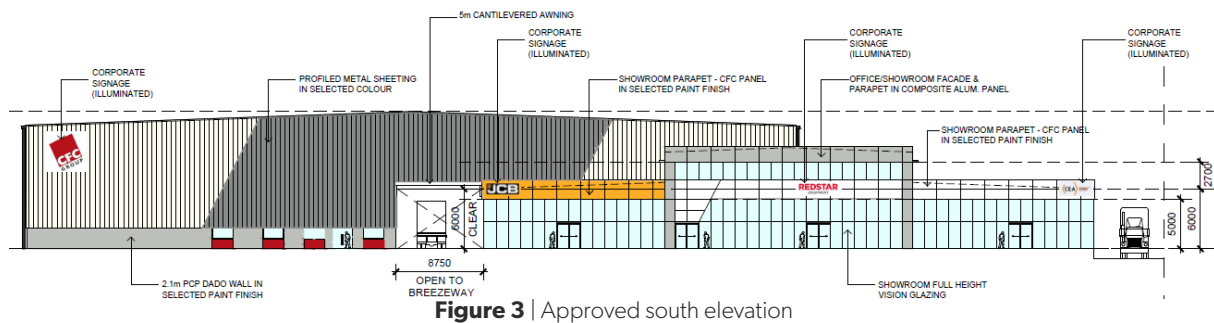 5m CANTILEVERED AWNING
CORPORATE
SIGNAGE
(ILLUMINATED)
PROFILED METAL SHEETING
IN SELECTED COLOUR
CORPORATE
SIGNAGE
(ILLUMINATED)
SHOWROOM PARAPET - CFC PANEL
IN SELECTED PAINT FINISH
CORPORATE
SIGNAGE
(ILLUMINATED)
OFFICE/SHOWROOM FACADE &
PARAPET IN COMPOSITE ALUM. PANEL
CORPORATE
SIGNAGE
(ILLUMINATED)
SHOWROOM PARAPET - CFC PANEL
IN SELECTED PAINT FINISH
CFC
GROUP
JCB
REDSTAR
EQUIPMENT
CEA
2700
6000
CLEAR
5000
6000
8750
OPEN TO
BREEZEWAY
2.1m PCP DADO WALL IN
SELECTED PAINT FINISH
SHOWROOM FULL HEIGHT
VISION GLAZING
Figure 3 | Approved south elevation